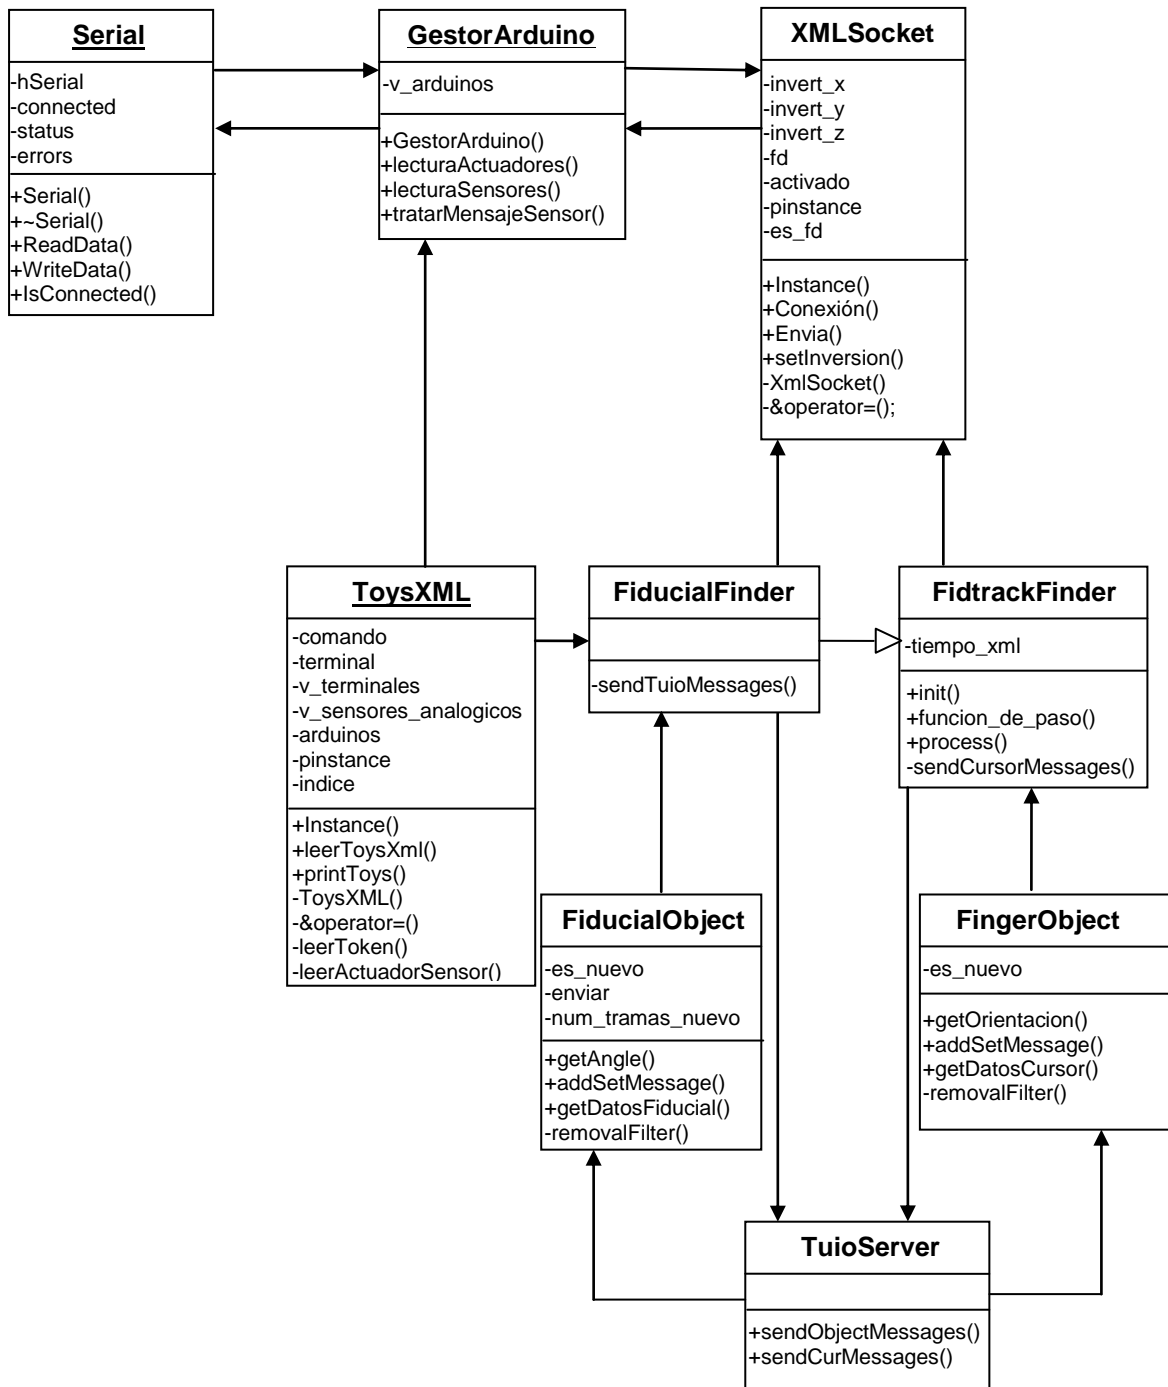 Serial
-hSerial
-connected
-status
-errors
+Serial()
+~Serial()
+ReadData()
+WriteData()
+IsConnected()
GestorArduino
-v_arduinos
+GestorArduino()
+lecturaActuadores()
+lecturaSensores()
+tratarMensajeSensor()
XMLSocket
-invert_x
-invert_y
-invert_z
-fd
-activado
-pinstance
-es_fd
+Instance()
+Conexión()
+Envia()
+setInversion()
-XmlSocket()
-&operator=();
ToysXML
-comando
-terminal
-v_terminales
-v_sensores_analogicos
-arduinos
-pinstance
-indice
+Instance()
+leerToysXml()
+printToys()
-ToysXML()
-&operator=()
-leerToken()
-leerActuadorSensor()
FiducialFinder
-sendTuioMessages()
FidtrackFinder
-tiempo_xml
+init()
+funcion_de_paso()
+process()
-sendCursorMessages()
FiducialObject
-es_nuevo
-enviar
-num_tramas_nuevo
+getAngle()
+addSetMessage()
+getDatosFiducial()
-removalFilter()
FingerObject
-es_nuevo
+getOrientacion()
+addSetMessage()
+getDatosCursor()
-removalFilter()
TuioServer
+sendObjectMessages()
+sendCurMessages()